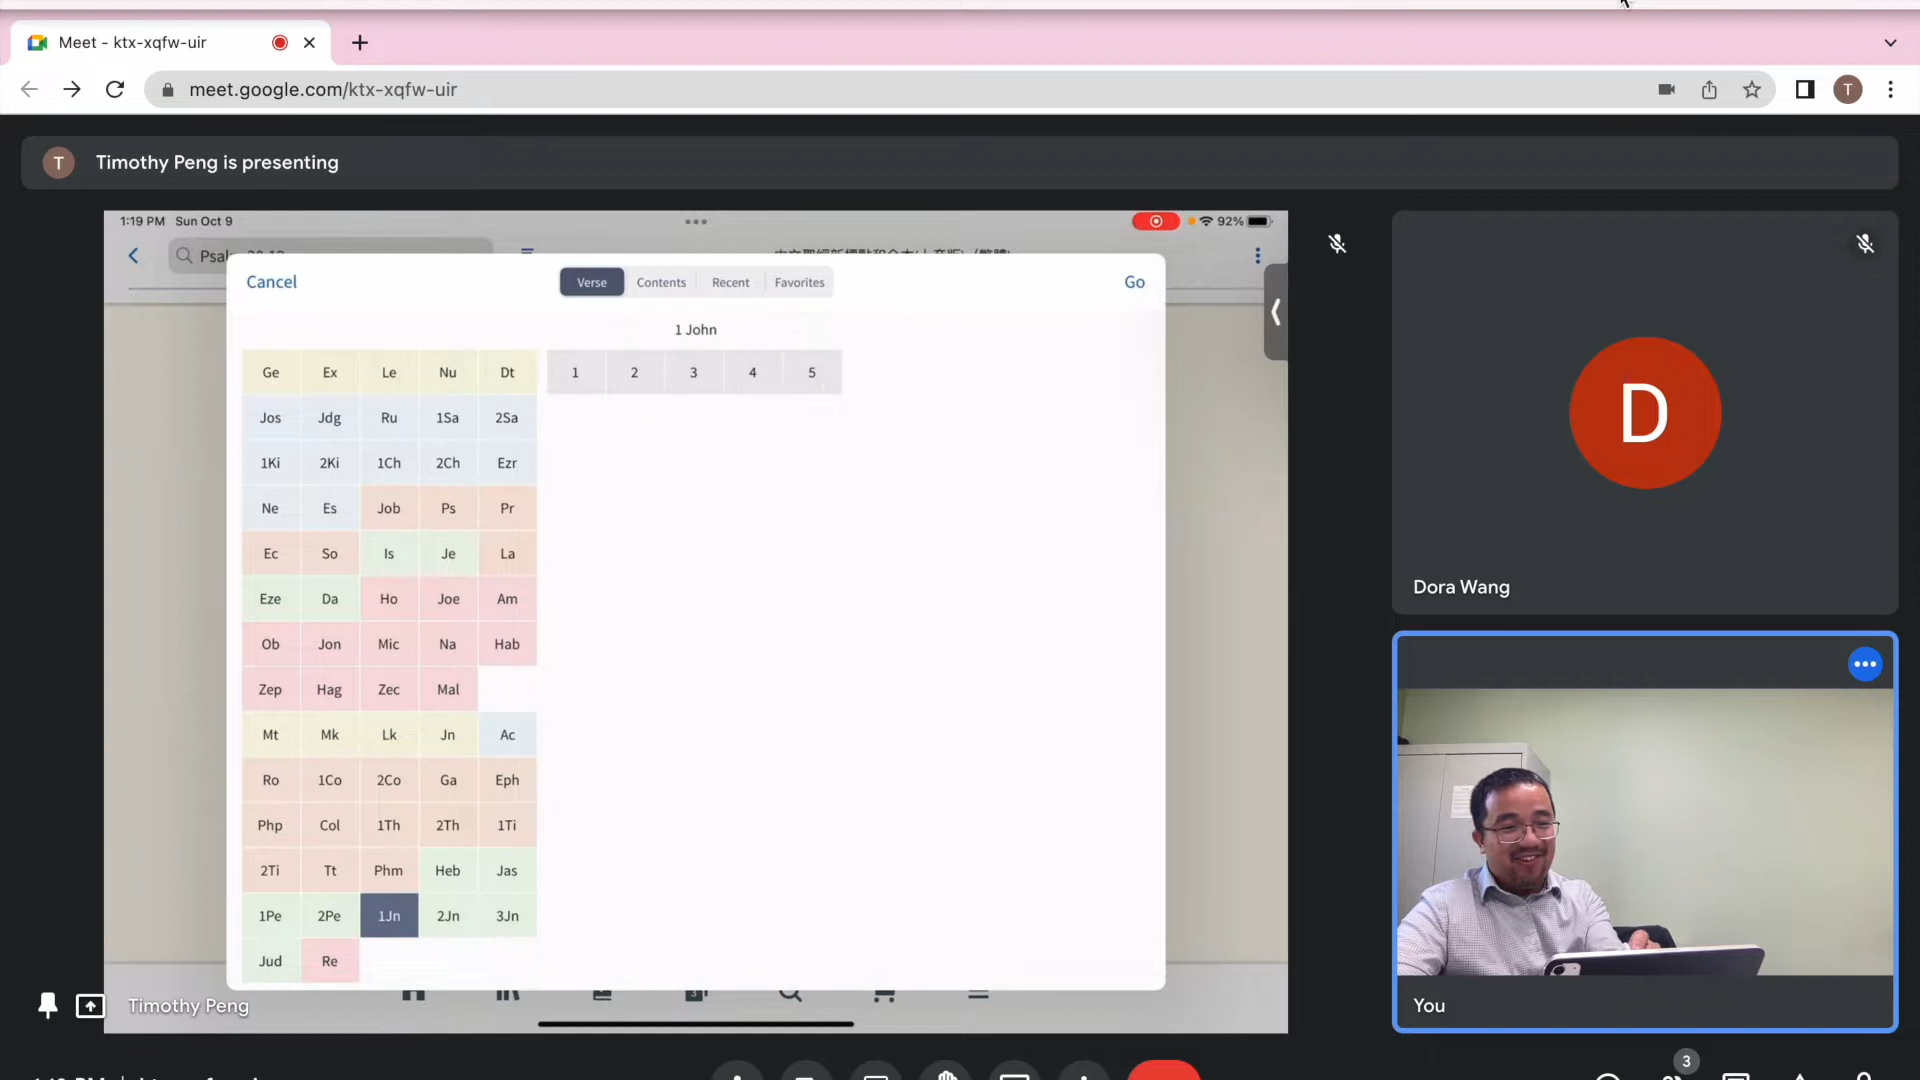 Meet - ktx-xqfw-uir
meet.google.com/ktx-xqfw-uir
T
T
Timothy Peng is presenting
1:19 PM Sun Oct 9
92%
Cancel
Verse
Contents
Recent
Favorites
Go
1 John
Ge Ex Le Nu Dt
1 2 3 4 5
Jos Jdg Ru 1Sa 2Sa
1Ki 2Ki 1Ch 2Ch Ezr
Ne Es Job Ps Pr
Ec So Is Je La
Eze Da Ho Joe Am
Ob Jon Mic Na Hab
Zep Hag Zec Mal
Mt Mk Lk Jn Ac
Ro 1Co 2Co Ga Eph
Php Col 1Th 2Th 1Ti
2Ti Tt Phm Heb Jas
1Pe 2Pe 1Jn 2Jn 3Jn
Jud Re
3
Timothy Peng
D
Dora Wang
You
3